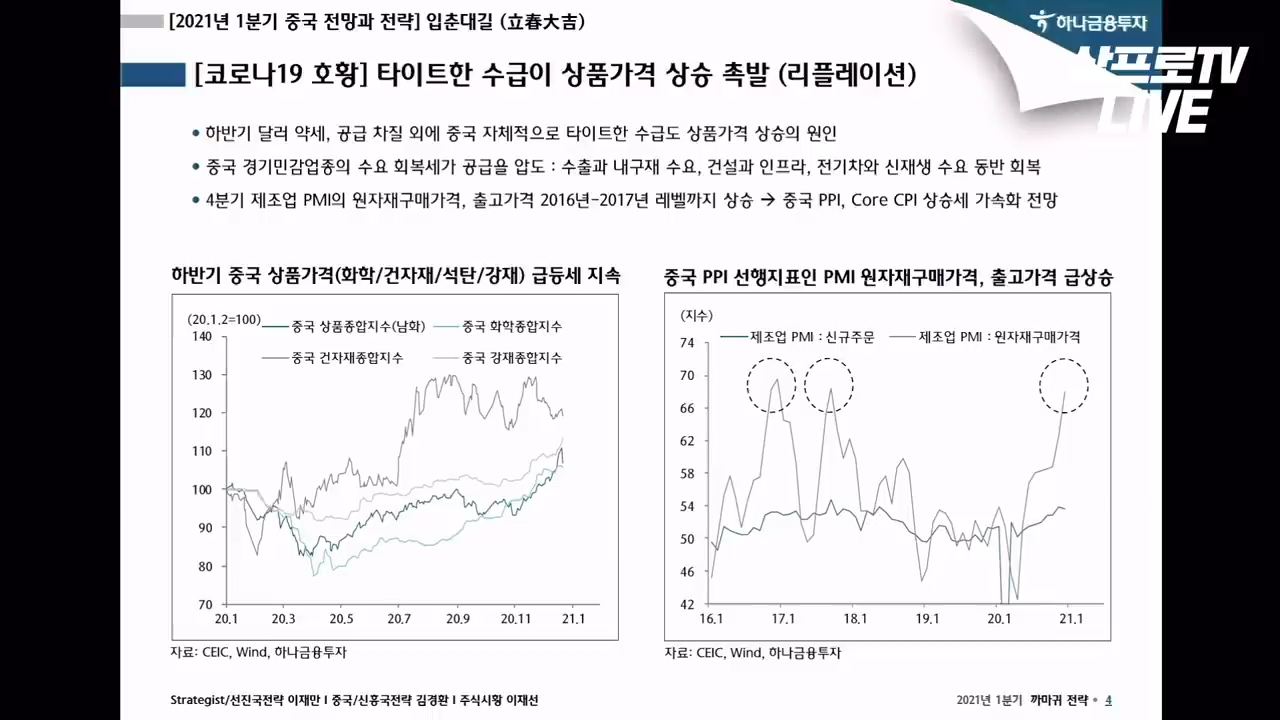 [2021년 1분기 중국 전망과 전략] 입춘대길 (立春大吉)
하나금융투자
프로TV
LIVE
[코로나19 호황] 타이트한 수급이 상품가격 상승 촉발 (리플레이션)
• 하반기 달러 약세, 공급 차질 외에 중국 자체적으로 타이트한 수급도 상품가격 상승의 원인
• 중국 경기민감업종의 수요 회복세가 공급을 압도 : 수출과 내구재 수요, 건설과 인프라, 전기차와 신재생 수요 동반 회복
• 4분기 제조업 PMI의 원자재구매가격, 출고가격 2016년-2017년 레벨까지 상승 → 중국 PPI, Core CPI 상승세 가속화 전망
하반기 중국 상품가격(화학/건자재/석탄/강재) 급등세 지속
(20.1.2=100)
중국 상품종합지수(남화)
중국 화학종합지수
중국 건자재종합지수
중국 강재종합지수
140
130
120
110
100
90
80
70
20.1 20.3 20.5 20.7 20.9 20.11 21.1
자료: CEIC, Wind, 하나금융투자
중국 PPI 선행지표인 PMI 원자재구매가격, 출고가격 급상승
(지수)
제조업 PMI : 신규주문
제조업 PMI : 원자재구매가격
74
70
66
62
58
54
50
46
42
16.1 17.1 18.1 19.1 20.1 21.1
자료: CEIC, Wind, 하나금융투자
Strategist/선진국전략 이재만 I 중국/신흥국전략 김경환 I 주식시황 이재선
2021년 1분기 까마귀 전략 • 4